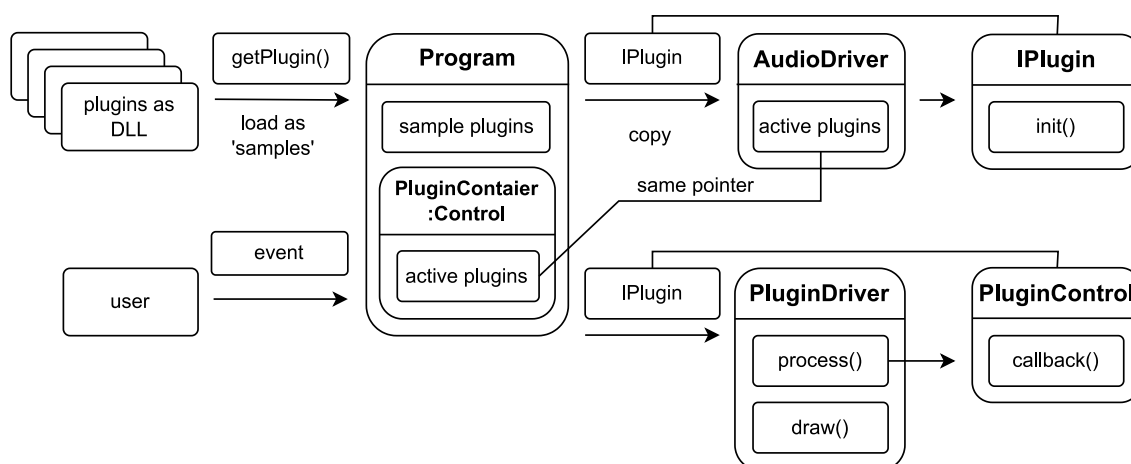 plugins as
DLL
getPlugin()
load as
'samples'
Program
sample plugins
PluginContaier
:Control
active plugins
user
event
IPlugin
copy
AudioDriver
active plugins
same pointer
IPlugin
init()
IPlugin
PluginDriver
process()
draw()
PluginControl
callback()